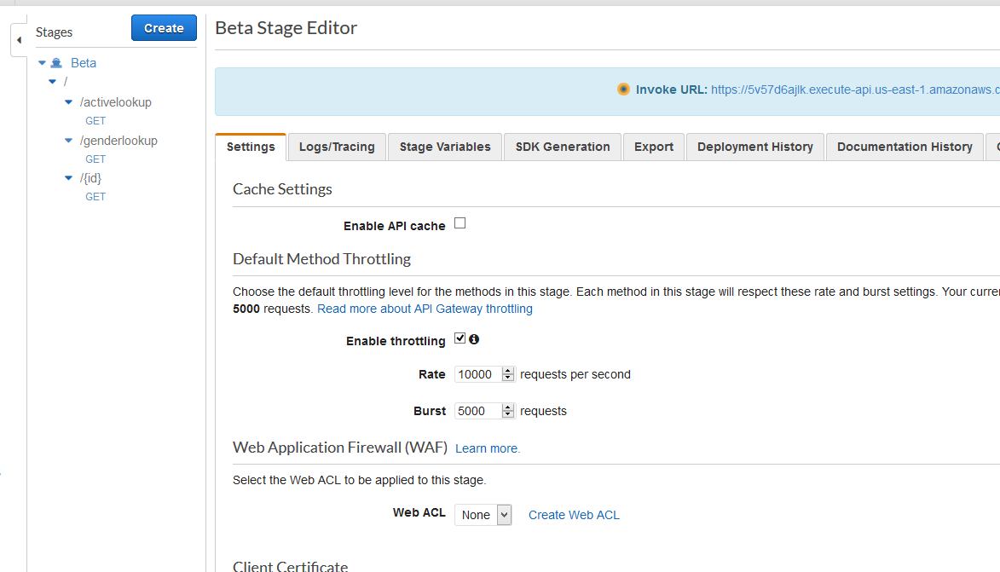 Stages
Create
Beta
/
/activelookup
GET
/genderlookup
GET
/{id}
GET
Beta Stage Editor
Invoke URL: https://5v57d6ajlk.execute-api.us-east-1.amazonaws.c
Settings
Logs/Tracing
Stage Variables
SDK Generation
Export
Deployment History
Documentation History
Cache Settings
Enable API cache
Default Method Throttling
Choose the default throttling level for the methods in this stage. Each method in this stage will respect these rate and burst settings. Your curre
5000 requests. Read more about API Gateway throttling
Enable throttling
Rate 10000 requests per second
Burst 5000 requests
Web Application Firewall (WAF) Learn more.
Select the Web ACL to be applied to this stage.
Web ACL None Create Web ACL
Client Certificate